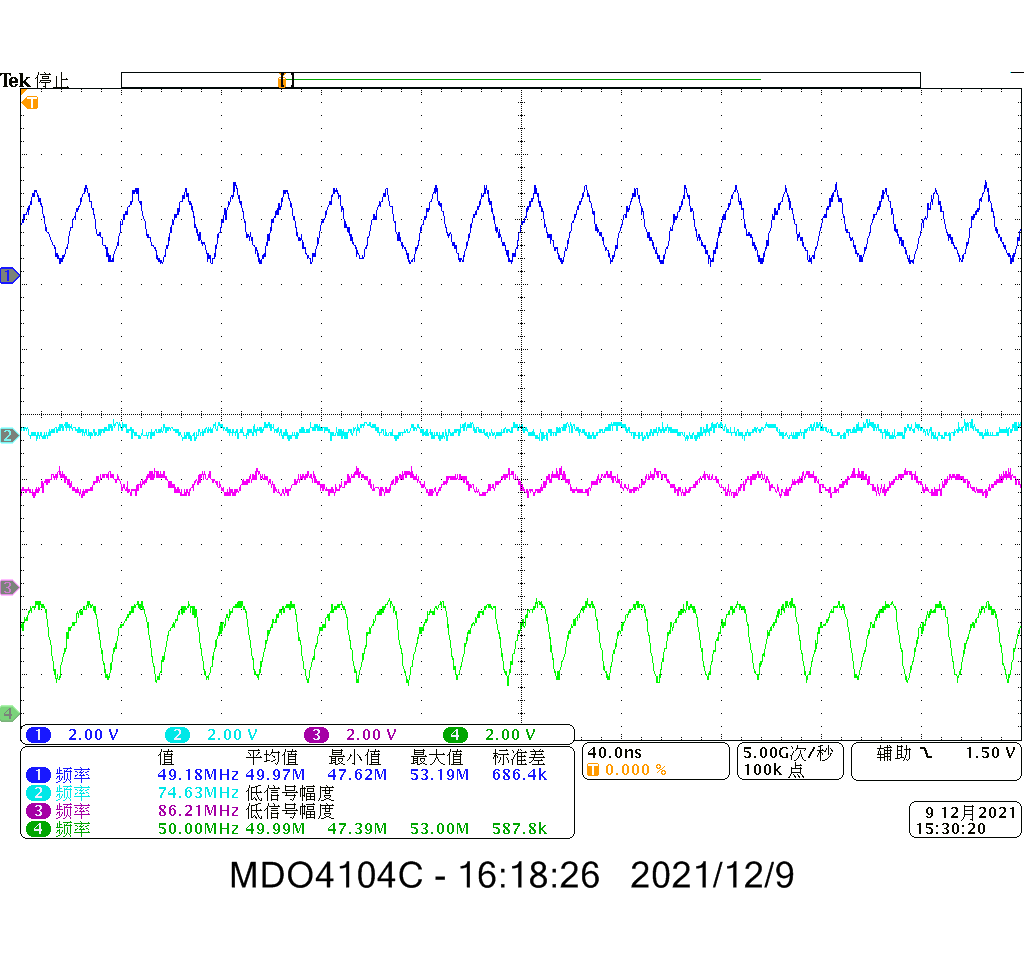 Tek 停止
T
1
2
3
4
1 2.00 V 2 2.00 V 3 2.00 V 4 2.00 V
值 平均值 最小值 最大值 标准差
1 频率 49.18MHz 49.97M 47.62M 53.19M 686.4k
2 频率 74.63MHz 低信号幅度
3 频率 86.21MHz 低信号幅度
4 频率 50.00MHz 49.99M 47.39M 53.00M 587.8k
40.0ns
T 0.000 %
5.00G次/秒
100k 点
辅助 1.50 V
9 12月2021
15:30:20
MDO4104C - 16:18:26 2021/12/9